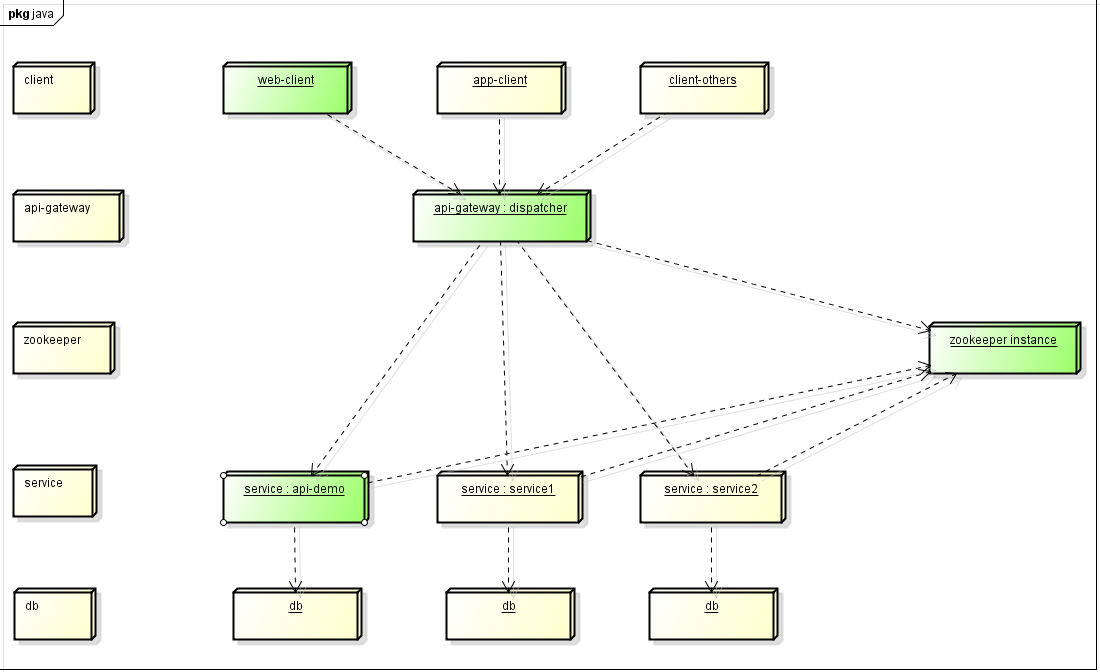 pkg java
client
web-client
app-client
client-others
api-gateway
api-gateway : dispatcher
zookeeper
zookeeper instance
service
service : api-demo
service : service1
service : service2
db
db
db
db